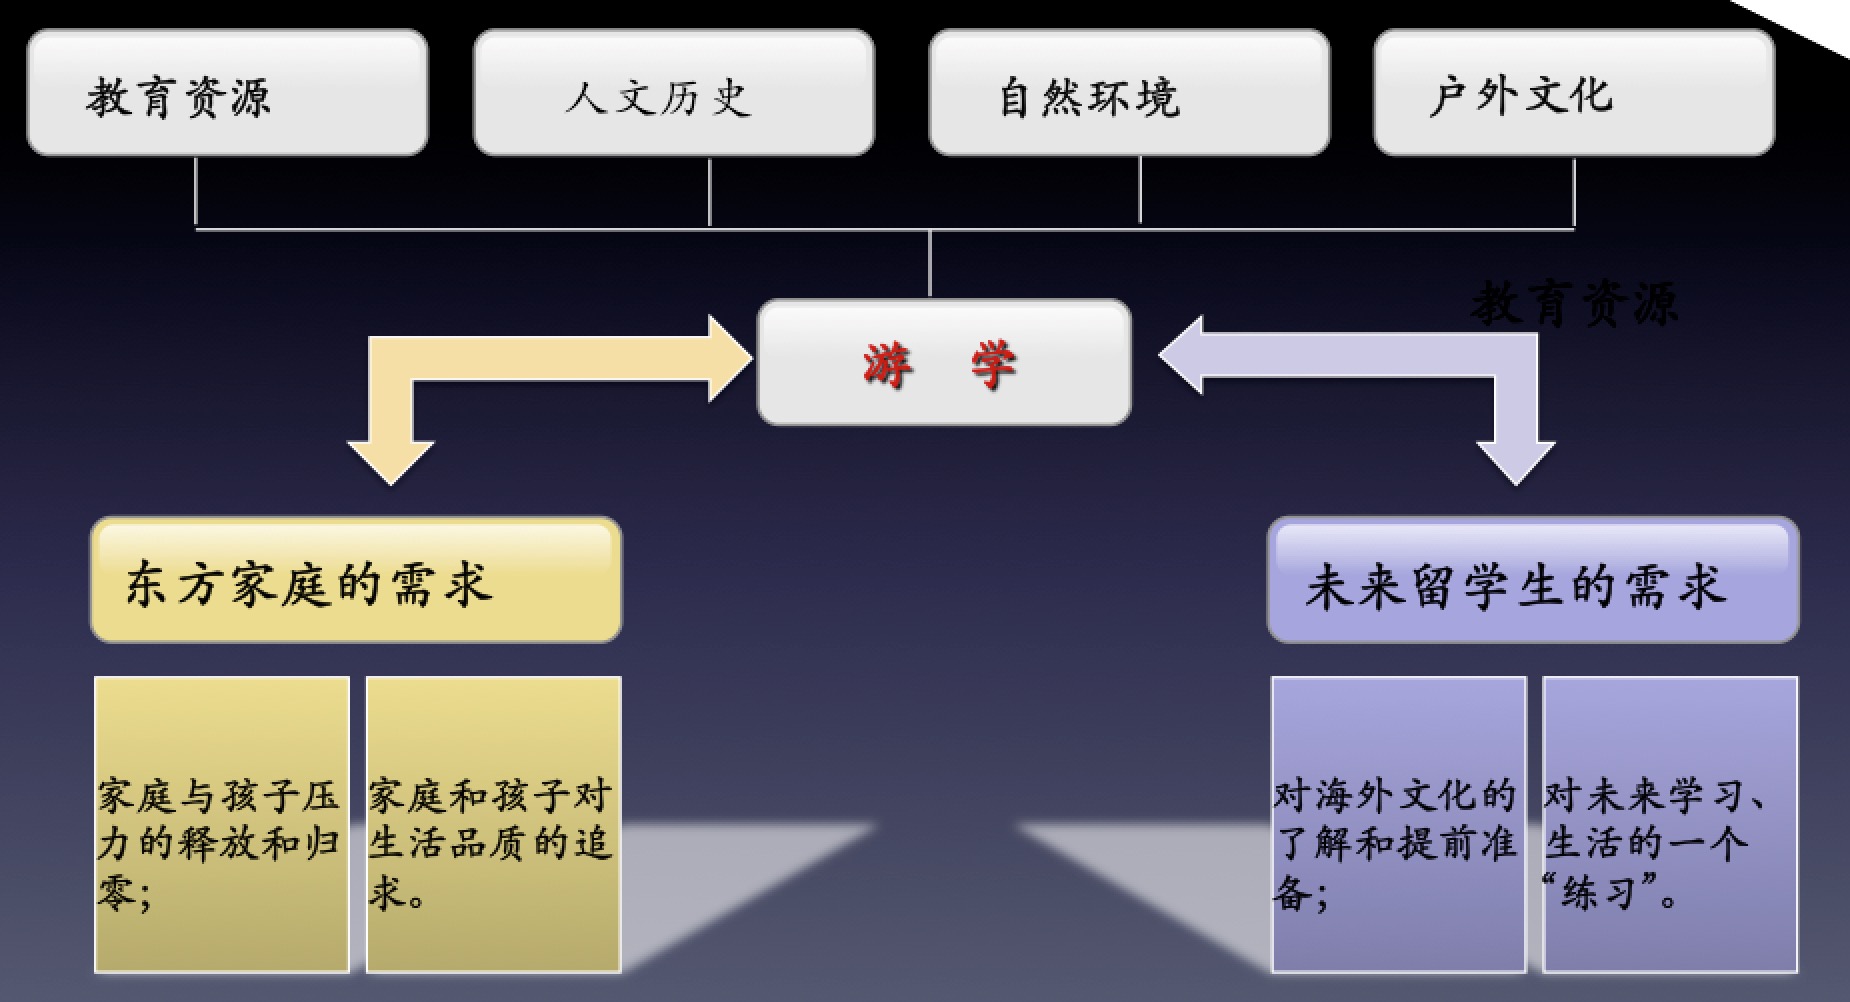 教育资源
人文历史
自然环境
户外文化
教育资源
游 学
东方家庭的需求
未来留学生的需求
家庭与孩子压
力的释放和归
零；
家庭和孩子对
生活品质的追
求。
对海外文化的
了解和提前准
备；
对未来学习、
生活的一个
“练习”。